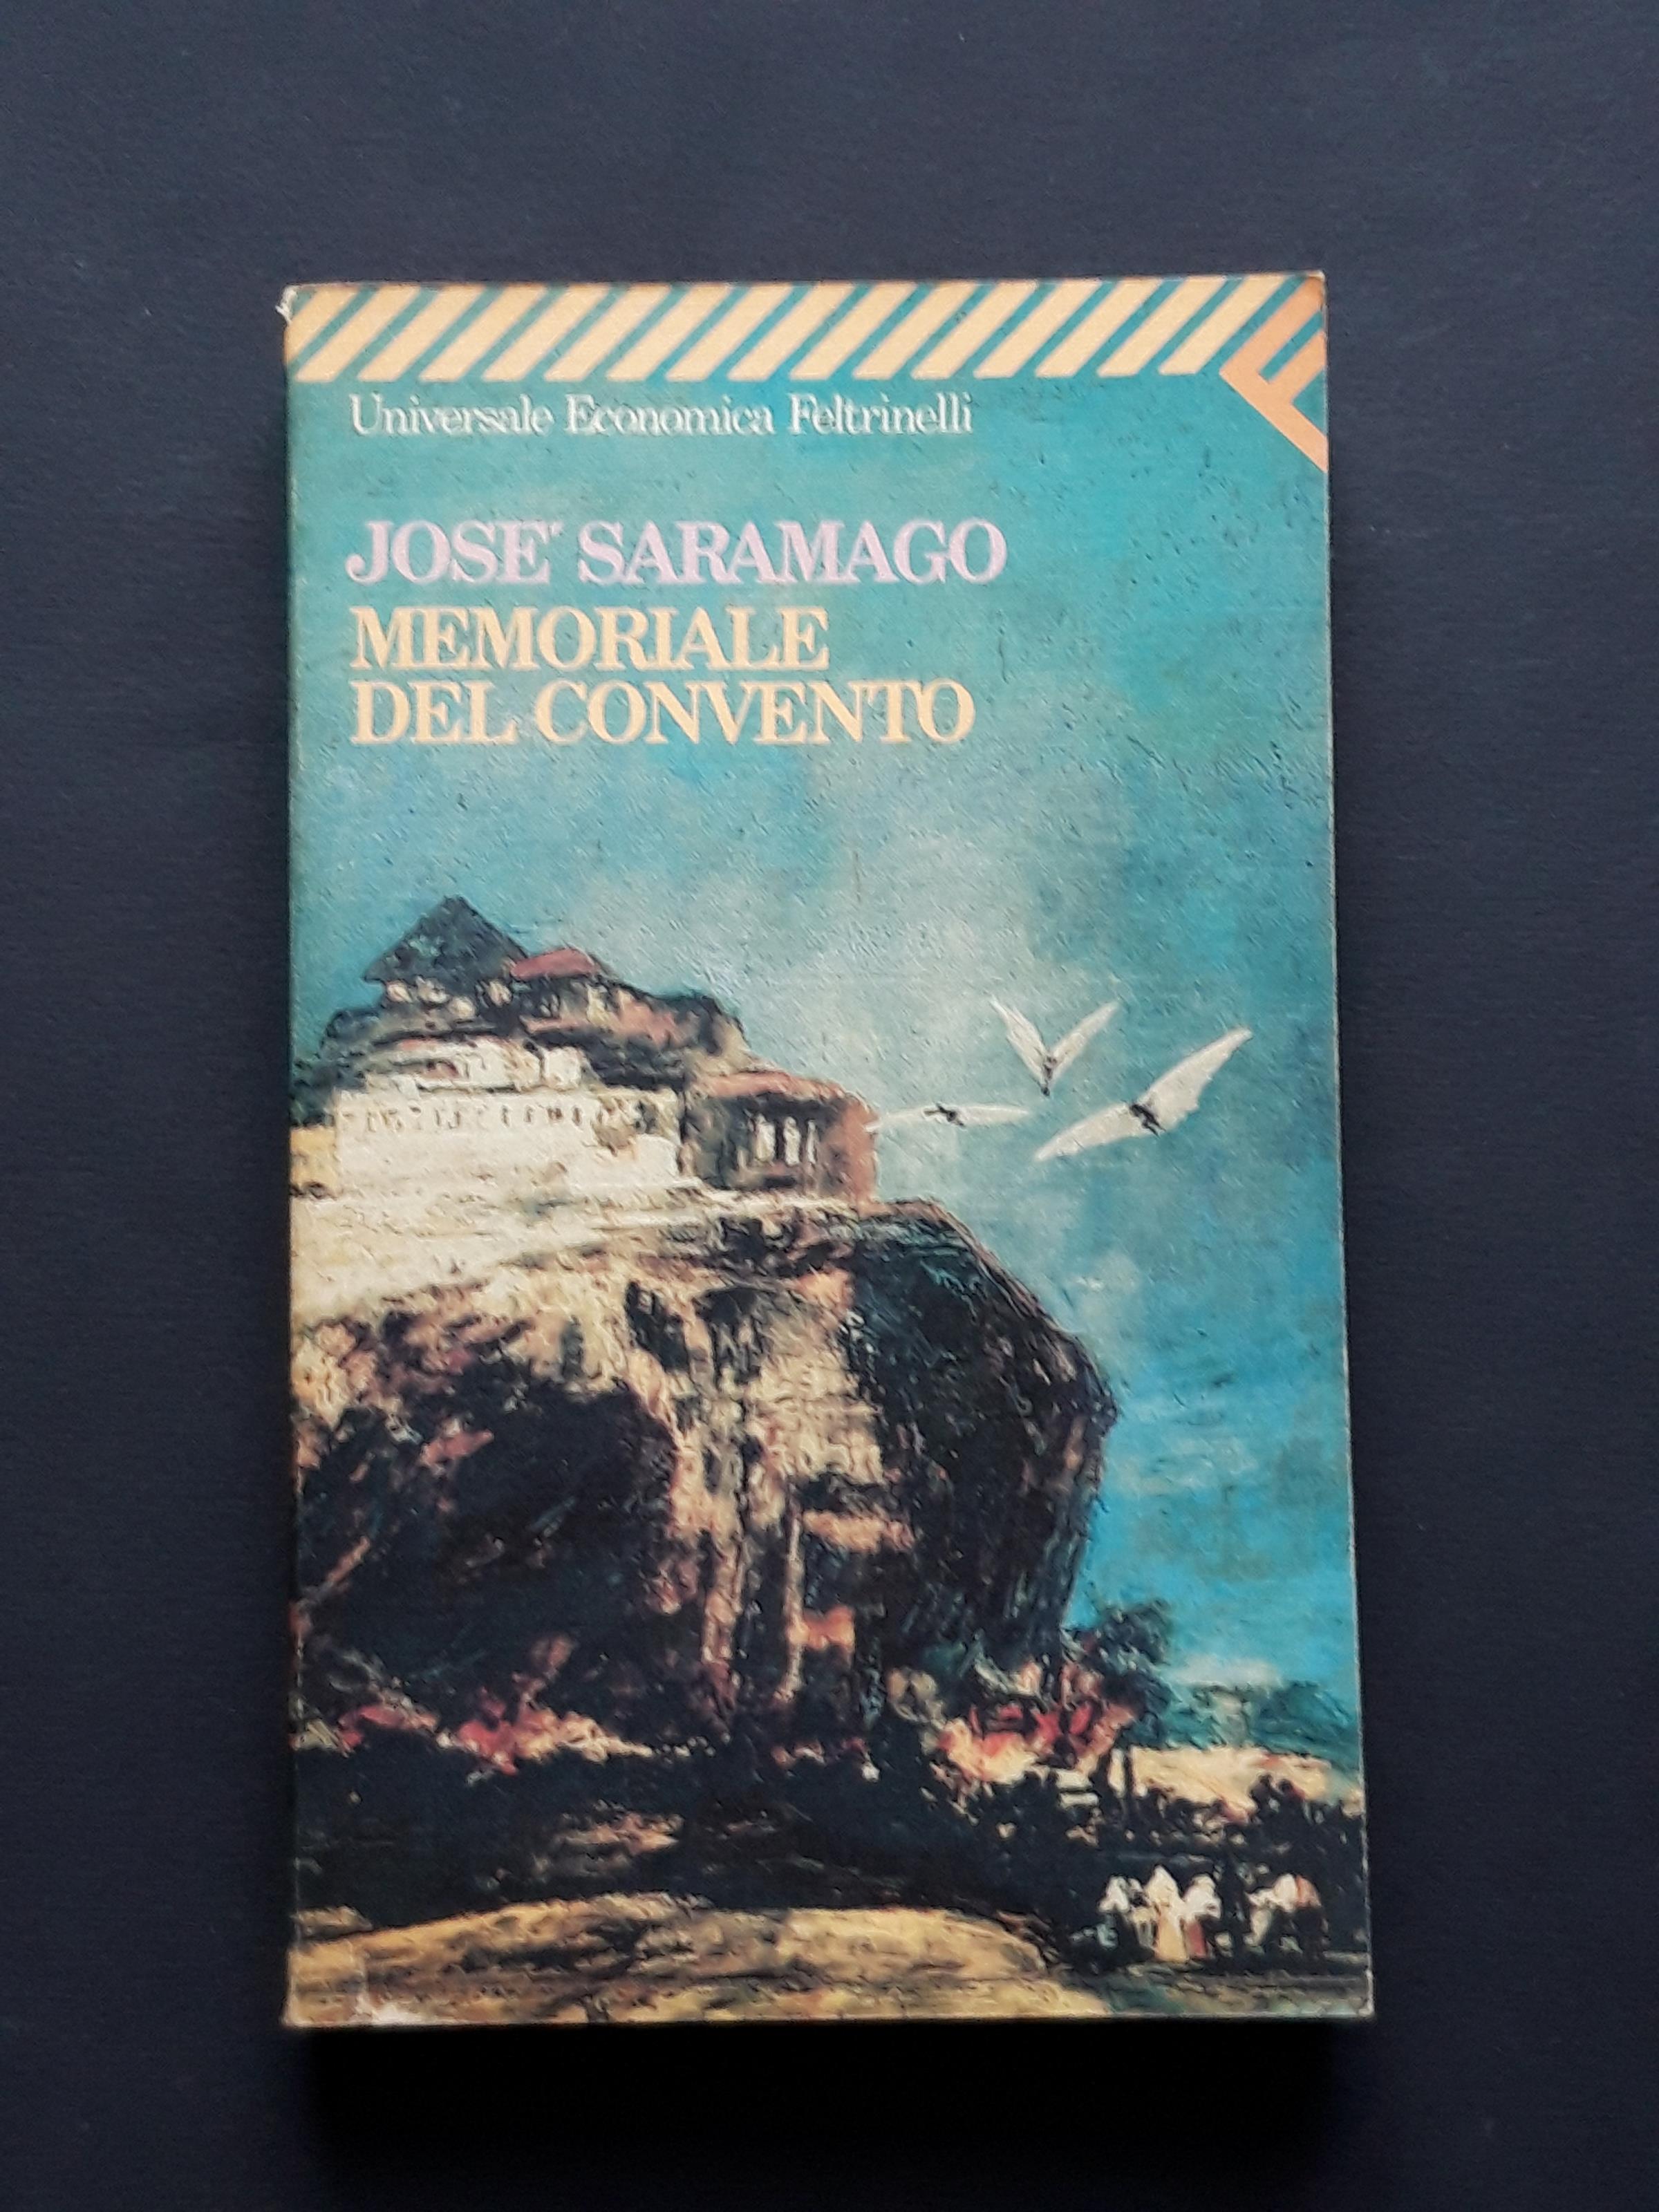 Universale Economica Feltrinelli
JOSE' SARAMAGO
MEMORIALE
DEL CONVENTO